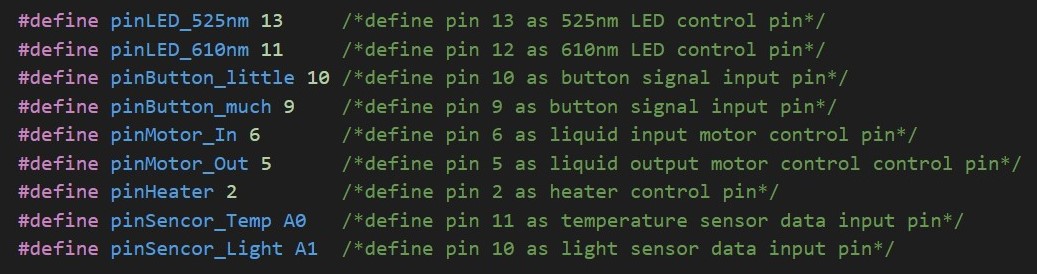 #define pinLED_525nm 13 /*define pin 13 as 525nm LED control pin*/
#define pinLED_610nm 11 /*define pin 12 as 610nm LED control pin*/
#define pinButton_little 10 /*define pin 10 as button signal input pin*/
#define pinButton_much 9 /*define pin 9 as button signal input pin*/
#define pinMotor_In 6 /*define pin 6 as liquid input motor control pin*/
#define pinMotor_Out 5 /*define pin 5 as liquid output motor control control pin*/
#define pinHeater 2 /*define pin 2 as heater control pin*/
#define pinSencor_Temp A0 /*define pin 11 as temperature sensor data input pin*/
#define pinSencor_Light A1 /*define pin 10 as light sensor data input pin*/